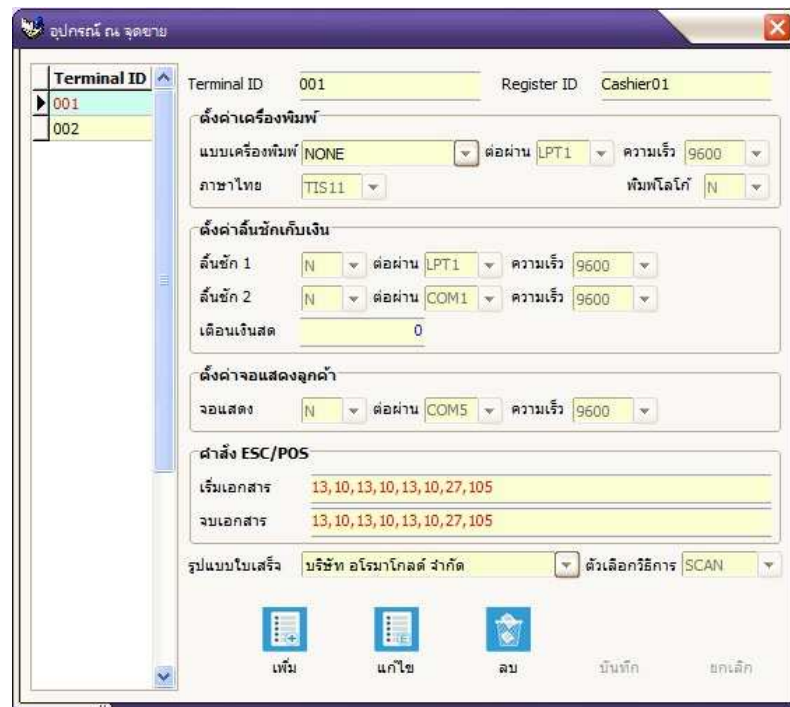 อุปกรณ์ ณ จุดขาย
Terminal ID
001
002
Terminal ID 001 Register ID Cashier01
ตั้งค่าเครื่องพิมพ์
แบบเครื่องพิมพ์ NONE ต่อผ่าน LPT1 ความเร็ว 9600
ภาษาไทย TIS11 พิมพ์โลโก้ N
ตั้งค่าลิ้นชักเก็บเงิน
ลิ้นชัก 1 N ต่อผ่าน LPT1 ความเร็ว 9600
ลิ้นชัก 2 N ต่อผ่าน COM1 ความเร็ว 9600
เตือนเงินสด 0
ตั้งค่าจอแสดงลูกค้า
จอแสดง N ต่อผ่าน COM5 ความเร็ว 9600
คำสั่ง ESC/POS
เริ่มเอกสาร 13,10,13,10,13,10,27,105
จบเอกสาร 13,10,13,10,13,10,27,105
รูปแบบใบเสร็จ บริษัท อโรมาโกลด์ จำกัด ตัวเลือกวิธีการ SCAN
เพิ่ม แก้ไข ลบ บันทึก ยกเลิก